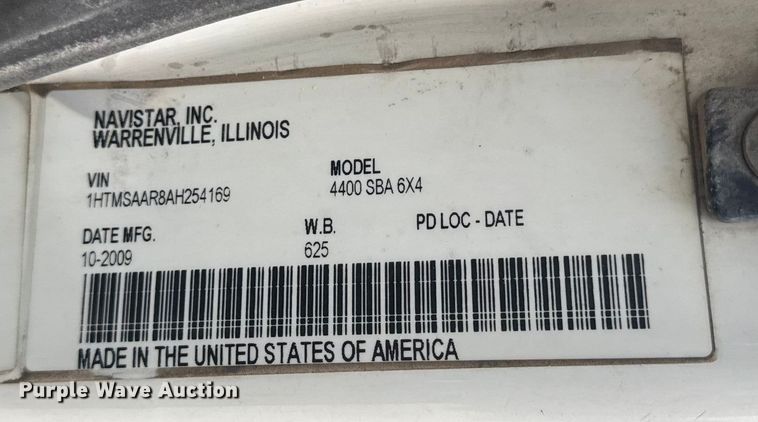 NAVISTAR, INC.
WARRENVILLE, ILLINOIS
VIN MODEL
1HTMSAAR8AH254169 4400 SBA 6X4
DATE MFG. W.B. PD LOC - DATE
10-2009 625
MADE IN THE UNITED STATES OF AMERICA
Purple Wave Auction